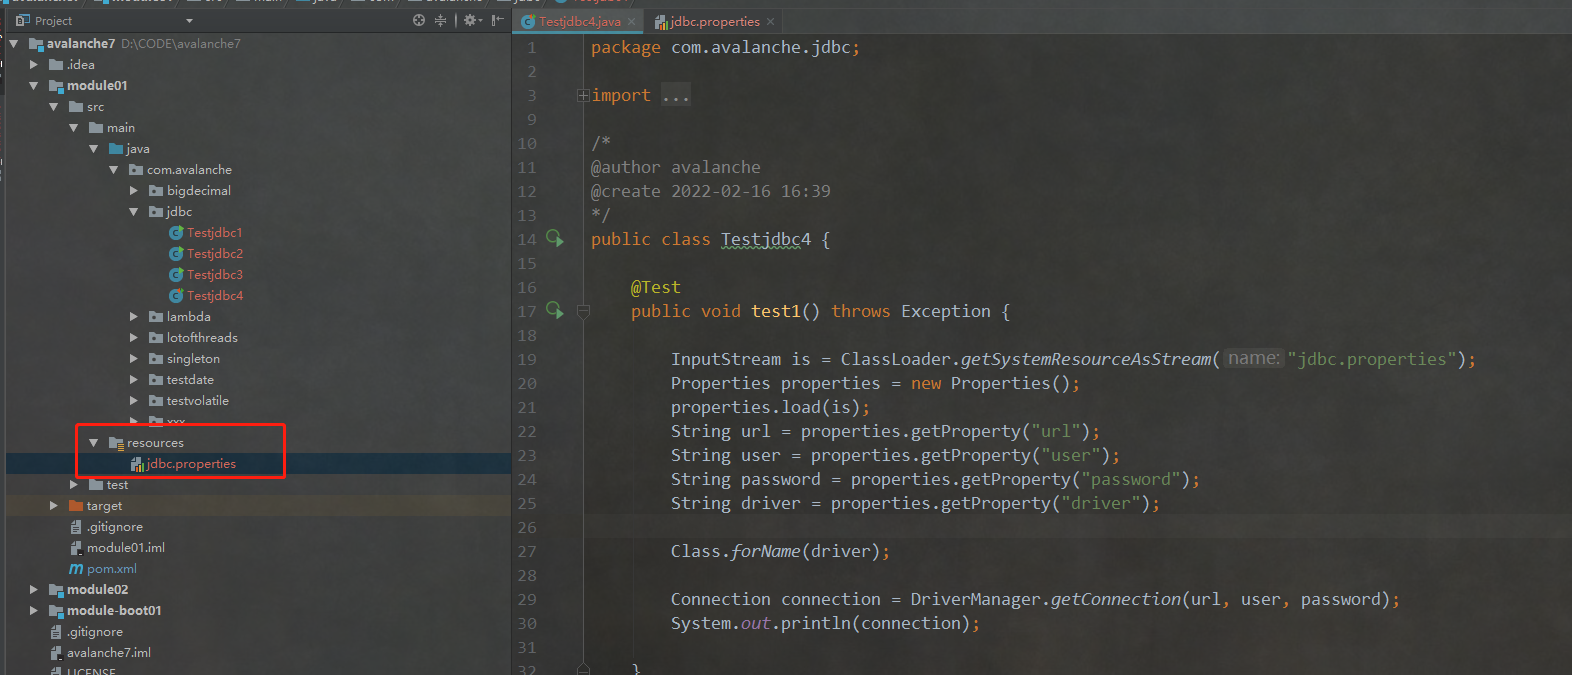 Project
avalanche7 D:\CODE\avalanche7
.idea
module01
src
main
java
com.avalanche
bigdecimal
jdbc
Testjdbc1
Testjdbc2
Testjdbc3
Testjdbc4
lambda
lotofthreads
singleton
testdate
testvolatile
xxx
resources
jdbc.properties
test
target
.gitignore
module01.iml
pom.xml
module02
module-boot01
.gitignore
avalanche7.iml
LICENSE
Testjdbc4.java
jdbc.properties
1 package com.avalanche.jdbc;
2
3 import ...
9
10 /*
11 @author avalanche
12 @create 2022-02-16 16:39
13 */
14 public class Testjdbc4 {
15
16 @Test
17 public void test1() throws Exception {
18
19 InputStream is = ClassLoader.getSystemResourceAsStream( name: "jdbc.properties");
20 Properties properties = new Properties();
21 properties.load(is);
22 String url = properties.getProperty("url");
23 String user = properties.getProperty("user");
24 String password = properties.getProperty("password");
25 String driver = properties.getProperty("driver");
26
27 Class.forName(driver);
28
29 Connection connection = DriverManager.getConnection(url, user, password);
30 System.out.println(connection);
31
32 }